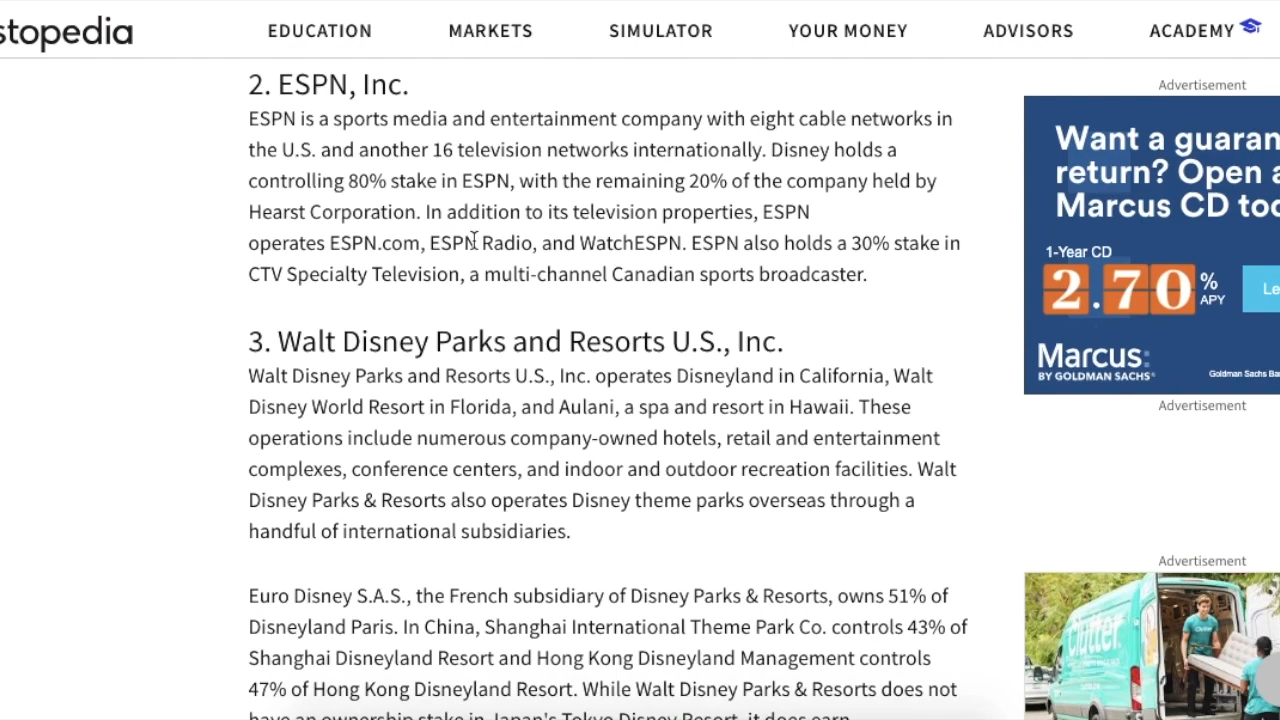 stopedia
EDUCATION MARKETS SIMULATOR YOUR MONEY ADVISORS ACADEMY
2. ESPN, Inc.
ESPN is a sports media and entertainment company with eight cable networks in
the U.S. and another 16 television networks internationally. Disney holds a
controlling 80% stake in ESPN, with the remaining 20% of the company held by
Hearst Corporation. In addition to its television properties, ESPN
operates ESPN.com, ESPN Radio, and WatchESPN. ESPN also holds a 30% stake in
CTV Specialty Television, a multi-channel Canadian sports broadcaster.
3. Walt Disney Parks and Resorts U.S., Inc.
Walt Disney Parks and Resorts U.S., Inc. operates Disneyland in California, Walt
Disney World Resort in Florida, and Aulani, a spa and resort in Hawaii. These
operations include numerous company-owned hotels, retail and entertainment
complexes, conference centers, and indoor and outdoor recreation facilities. Walt
Disney Parks & Resorts also operates Disney theme parks overseas through a
handful of international subsidiaries.
Euro Disney S.A.S., the French subsidiary of Disney Parks & Resorts, owns 51% of
Disneyland Paris. In China, Shanghai International Theme Park Co. controls 43% of
Shanghai Disneyland Resort and Hong Kong Disneyland Management controls
47% of Hong Kong Disneyland Resort. While Walt Disney Parks & Resorts does not
have an ownership stake in Japan's Tokyo Disney Resort, it does earn
Advertisement
Want a guaran
return? Open a
Marcus CD tod
1-Year CD
2.70 % APY
Le
Marcus:
BY GOLDMAN SACHS®
Goldman Sachs Ba
Advertisement
Advertisement
Clutter